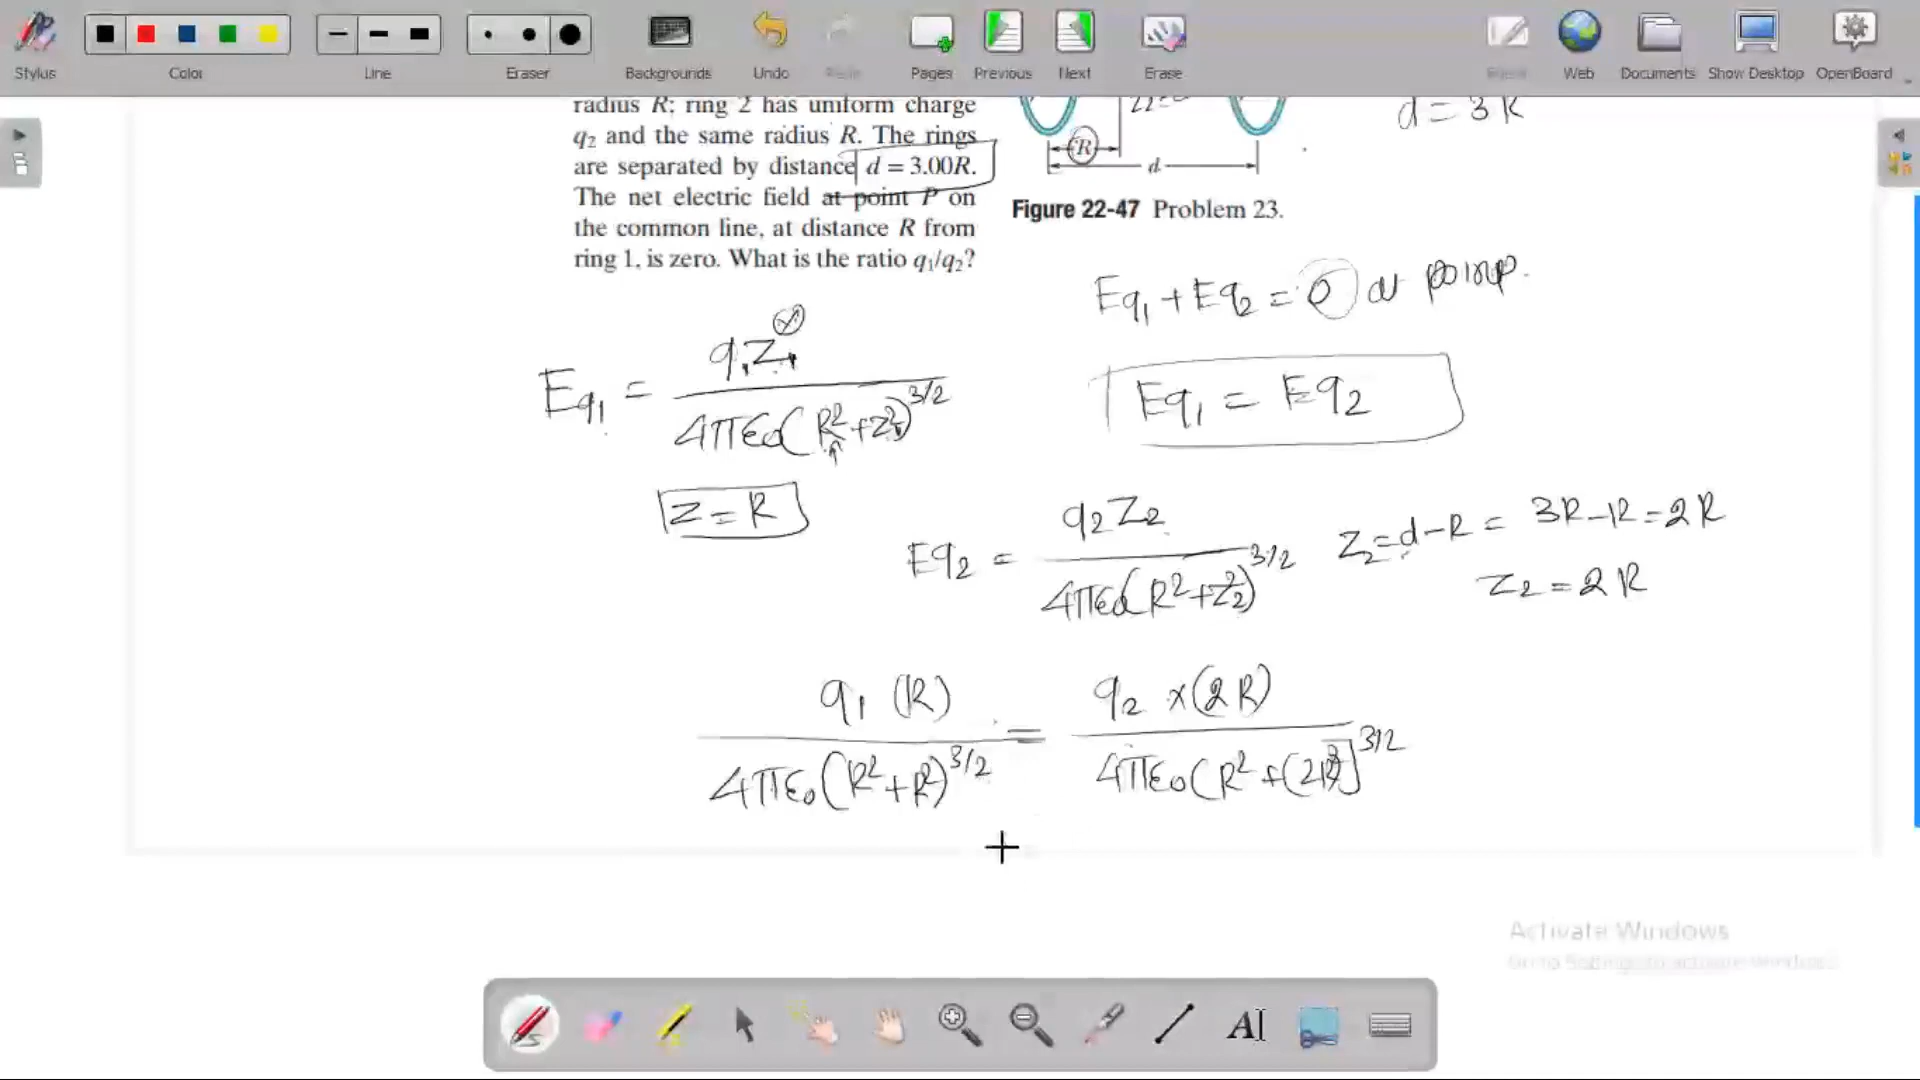 Stylus Color Line Eraser Backgrounds Undo Pages Previous Next Erase Web Documents Show Desktop OpenBoard
radius R; ring 2 has uniform charge
q₂ and the same radius R. The rings
are separated by distance d = 3.00R.
The net electric field at point P on
the common line, at distance R from
ring 1, is zero. What is the ratio q₁/q₂?
R
d
d = 3R
Figure 22-47 Problem 23.
Eq₁ + Eq₂ = 0 at
Eq₁ = q₁Z₁ / 4πε₀(R²+Z₁²)^3/2
Eq₁ = Eq₂
Z = R
Eq₂ = q₂Z₂ / 4πε₀(R²+Z₂²)^3/2
Z₂ = d-R = 3R-R = 2R
Z₂ = 2R
q₁ (R) / 4πε₀(R²+R²)^3/2 = q₂ x(2R) / 4πε₀(R²+(2R)²]^3/2
Activate Windows
AI